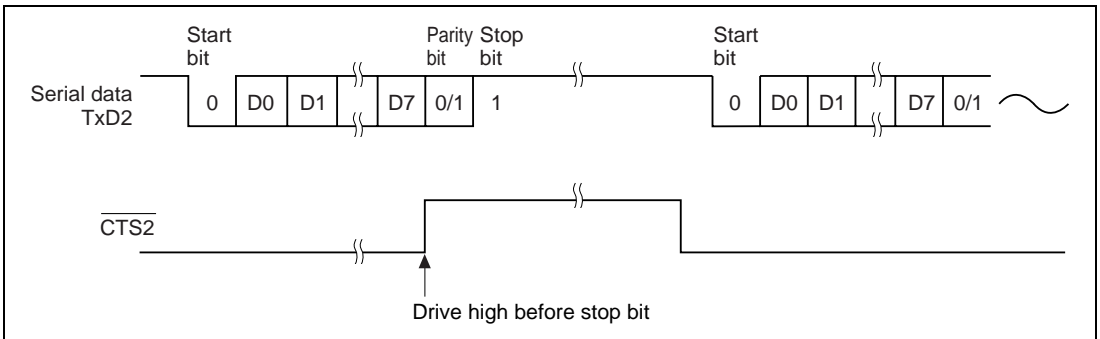 Start
bit
Parity
bit
Stop
bit
Start
bit
Serial data
TxD2
0 D0 D1 D7 0/1 1 0 D0 D1 D7 0/1
CTS2
Drive high before stop bit